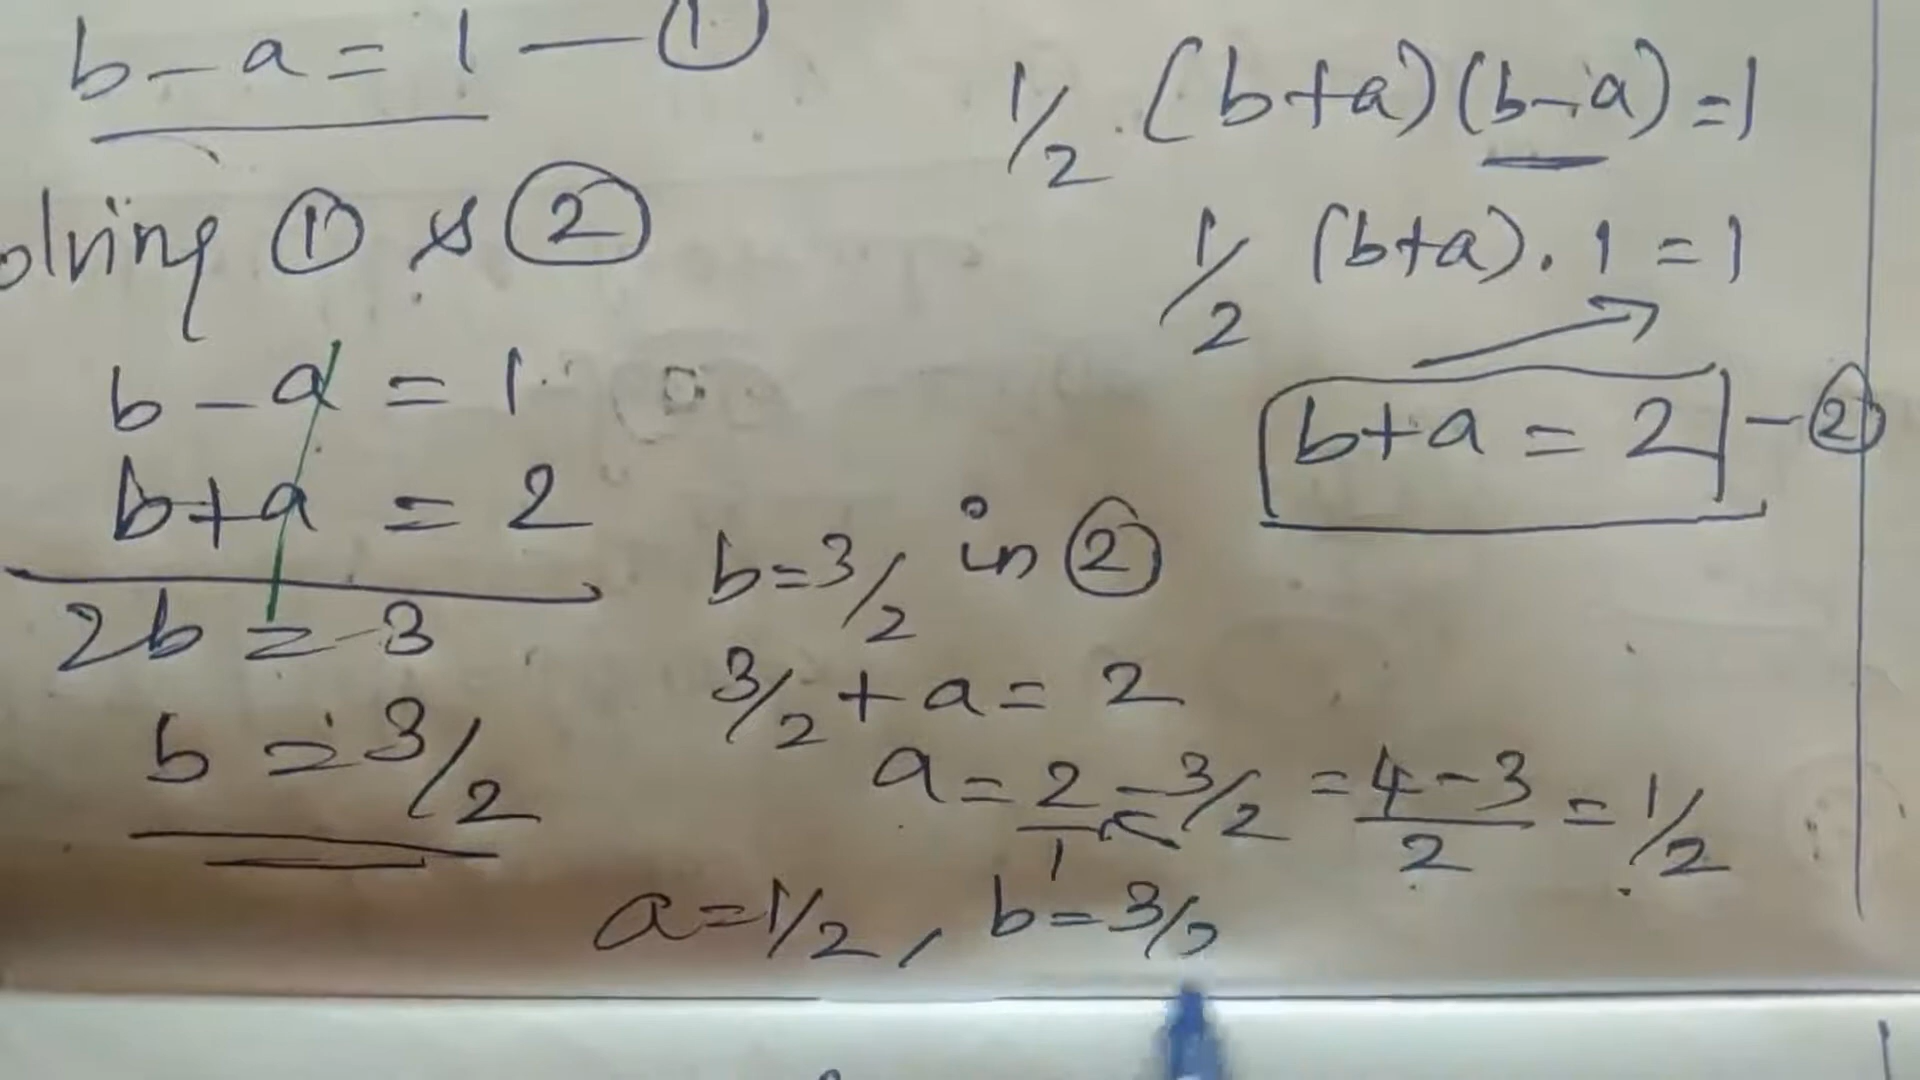 b - a = 1 — ①
olving ① & ②
b - a = 1
b + a = 2
2b = 3
b = 3/2
1/2 (b+a)(b-a) = 1
1/2 (b+a) . 1 = 1
b+a = 2 — ②
b = 3/2 in ②
3/2 + a = 2
a = 2/1 - 3/2 = (4-3)/2 = 1/2
a = 1/2 , b = 3/2